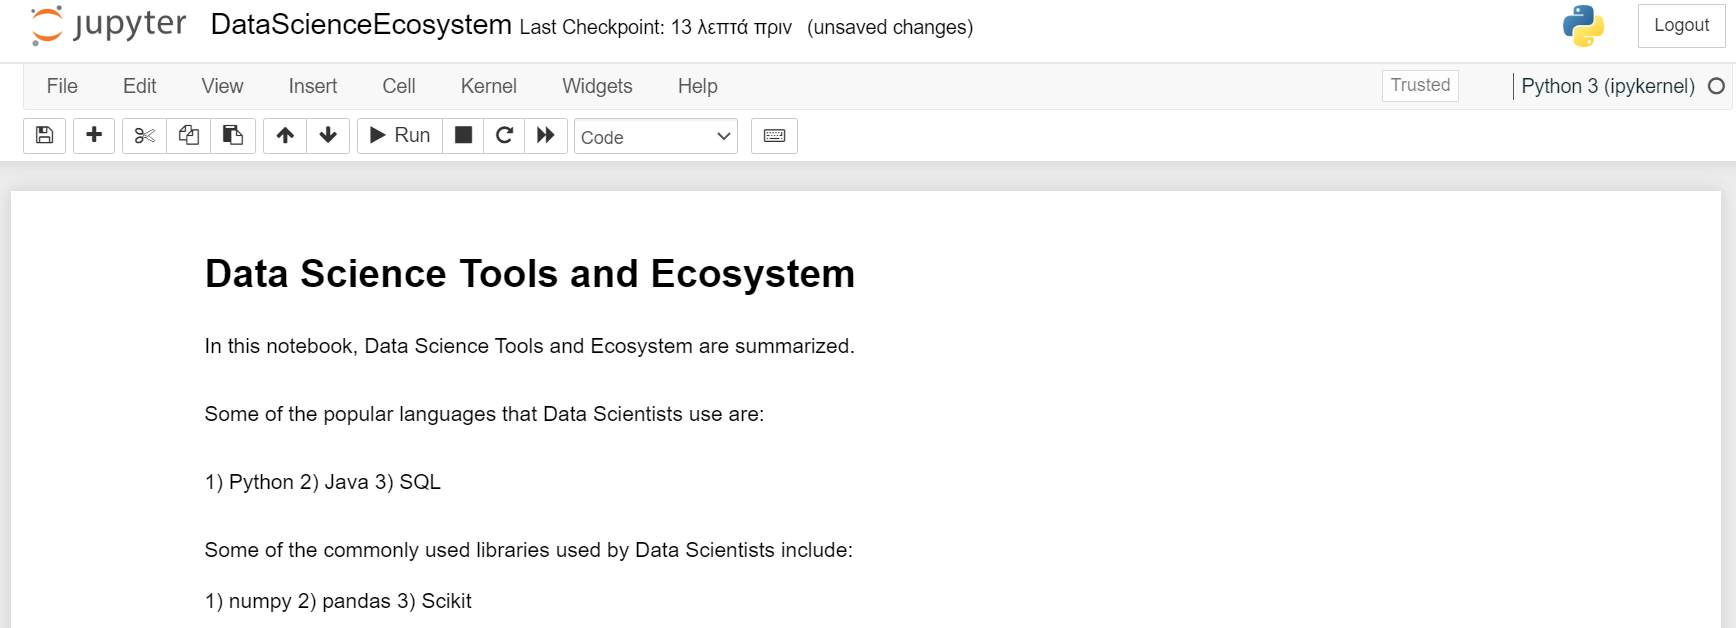 jupyter DataScienceEcosystem Last Checkpoint: 13 λεπτά πριν (unsaved changes) Logout
File Edit View Insert Cell Kernel Widgets Help Trusted Python 3 (ipykernel)
Run Code
Data Science Tools and Ecosystem
In this notebook, Data Science Tools and Ecosystem are summarized.
Some of the popular languages that Data Scientists use are:
1) Python 2) Java 3) SQL
Some of the commonly used libraries used by Data Scientists include:
1) numpy 2) pandas 3) Scikit